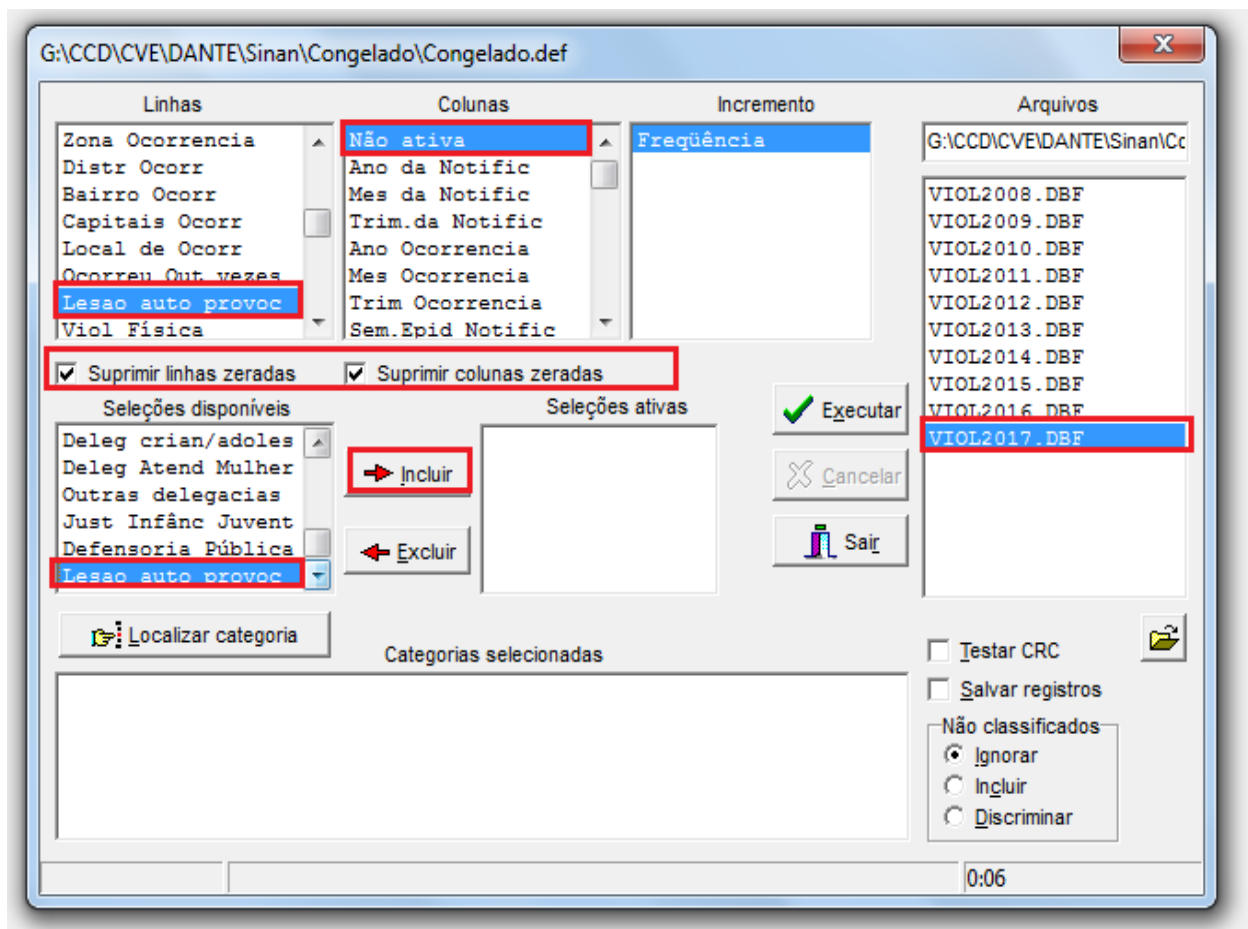 G:\CCD\CVE\DANTE\Sinan\Congelado\Congelado.def
x
Linhas
Zona Ocorrencia
Distr Ocorr
Bairro Ocorr
Capitais Ocorr
Local de Ocorr
Ocorreu Out vezes
Lesao auto provoc
Viol Física
Colunas
Não ativa
Ano da Notific
Mes da Notific
Trim.da Notific
Ano Ocorrencia
Mes Ocorrencia
Trim Ocorrencia
Sem.Epid Notific
Incremento
Freqüência
Arquivos
G:\CCD\CVE\DANTE\Sinan\Cc
VIOL2008.DBF
VIOL2009.DBF
VIOL2010.DBF
VIOL2011.DBF
VIOL2012.DBF
VIOL2013.DBF
VIOL2014.DBF
VIOL2015.DBF
VIOL2016.DBF
VIOL2017.DBF
Suprimir linhas zeradas
Suprimir colunas zeradas
Seleções disponíveis
Deleg crian/adoles
Deleg Atend Mulher
Outras delegacias
Just Infânc Juvent
Defensoria Pública
Lesao auto provoc
Incluir
Excluir
Seleções ativas
Executar
Cancelar
Sair
Localizar categoria
Categorias selecionadas
Testar CRC
Salvar registros
Não classificados
Ignorar
Incluir
Discriminar
0:06